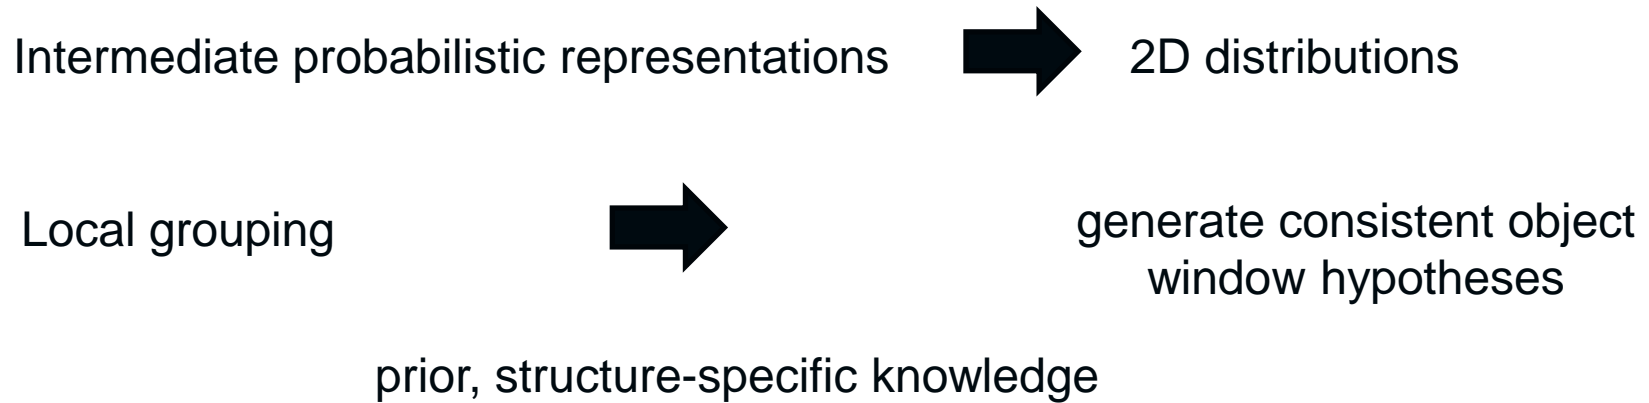 Intermediate probabilistic representations
2D distributions
Local grouping
generate consistent object
window hypotheses
prior, structure-specific knowledge